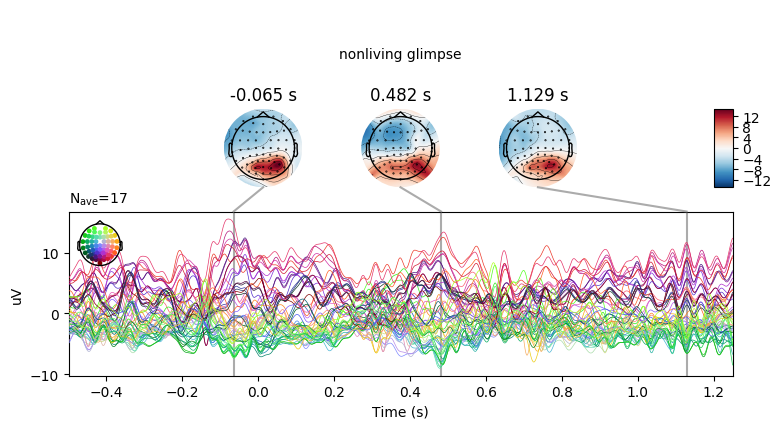 nonliving glimpse
-0.065 s 0.482 s 1.129 s
12
8
4
0
−4
−8
−12
Nave=17
10
0
−10
uV
−0.4 −0.2 0.0 0.2 0.4 0.6 0.8 1.0 1.2
Time (s)